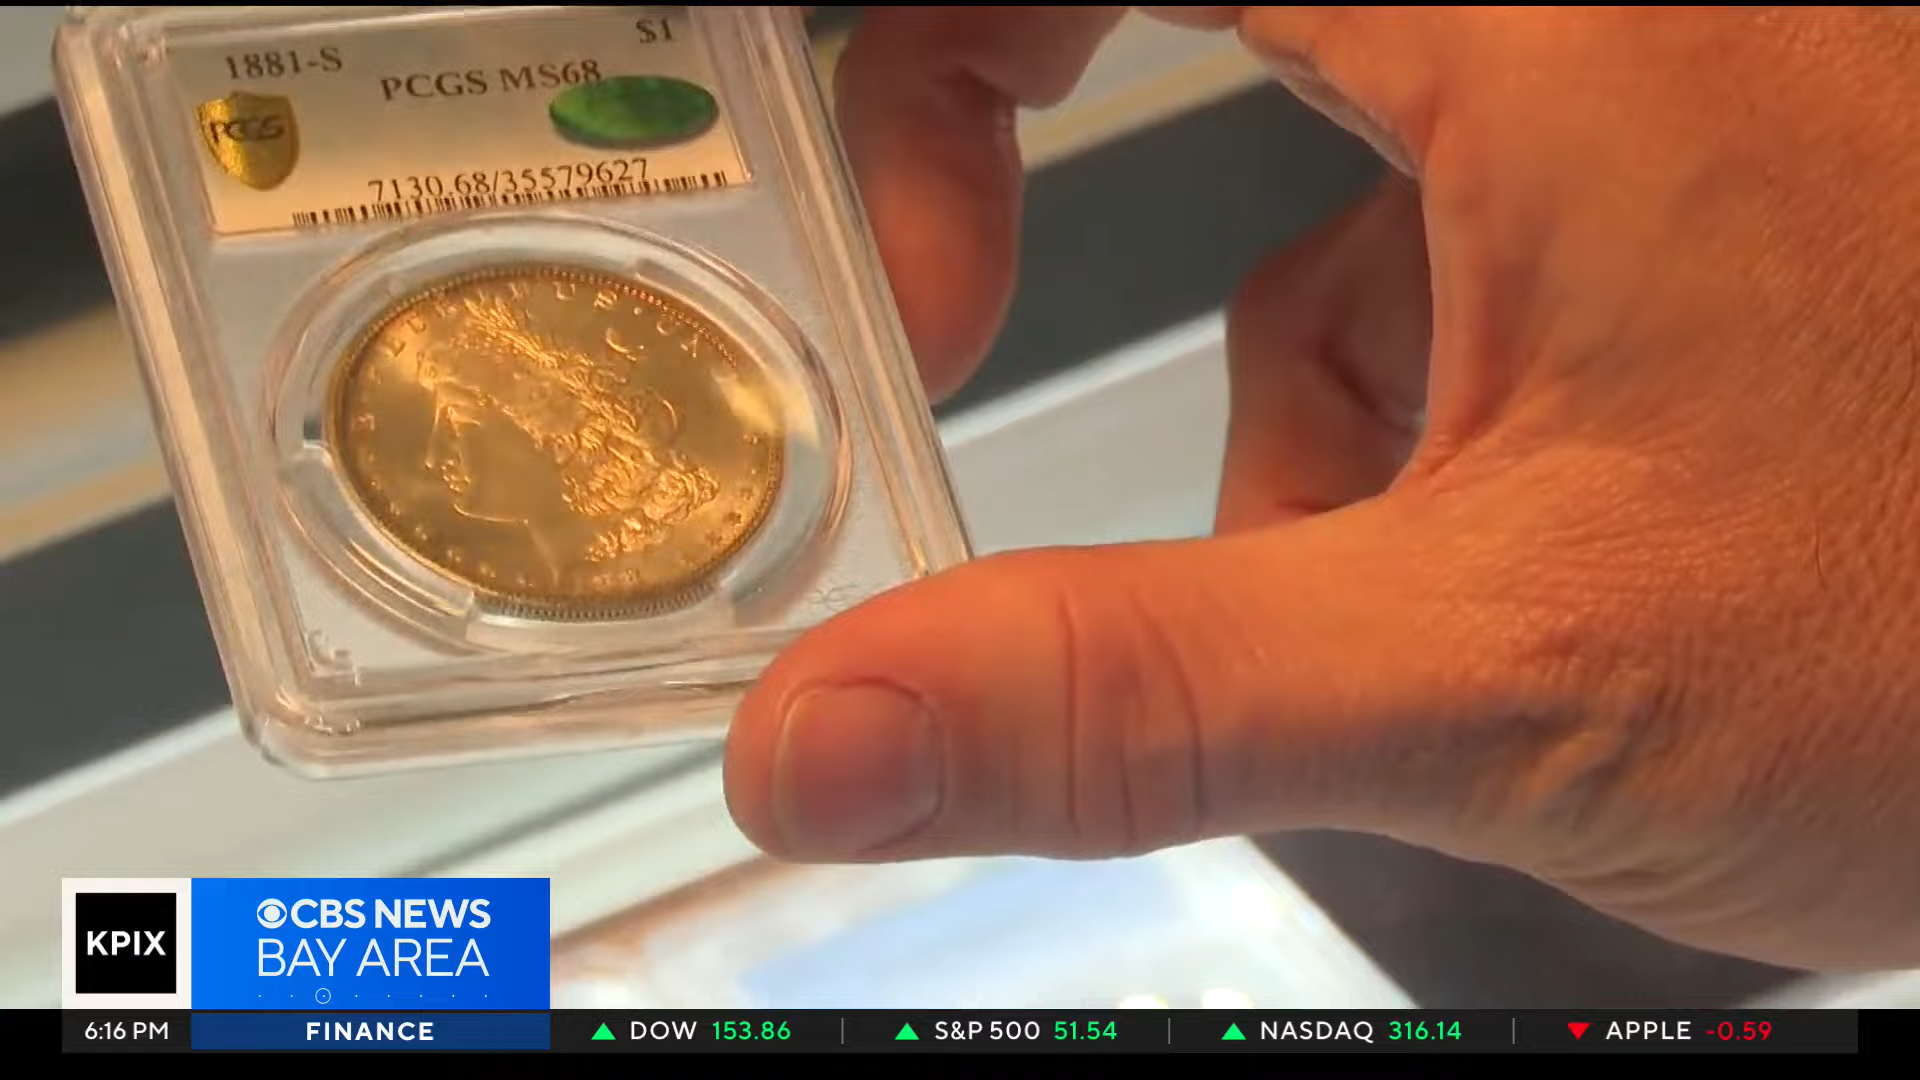 1881-S
$1
PCGS MS68
PCGS
7130.68/35579627
KPIX
CBS NEWS
BAY AREA
6:16 PM
FINANCE
DOW 153.86
S&P 500 51.54
NASDAQ 316.14
APPLE -0.59